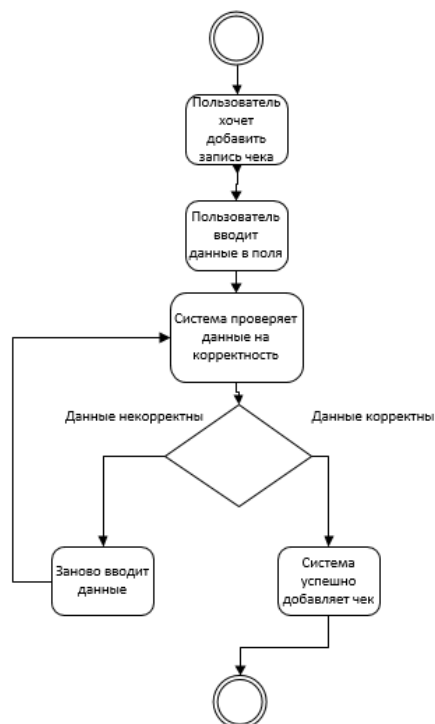 Пользователь
хочет
добавить
запись чека
Пользователь
вводит
данные в поля
Система проверяет
данные на
корректность
Данные некорректны
Данные корректны
Заново вводит
данные
Система
успешно
добавляет чек